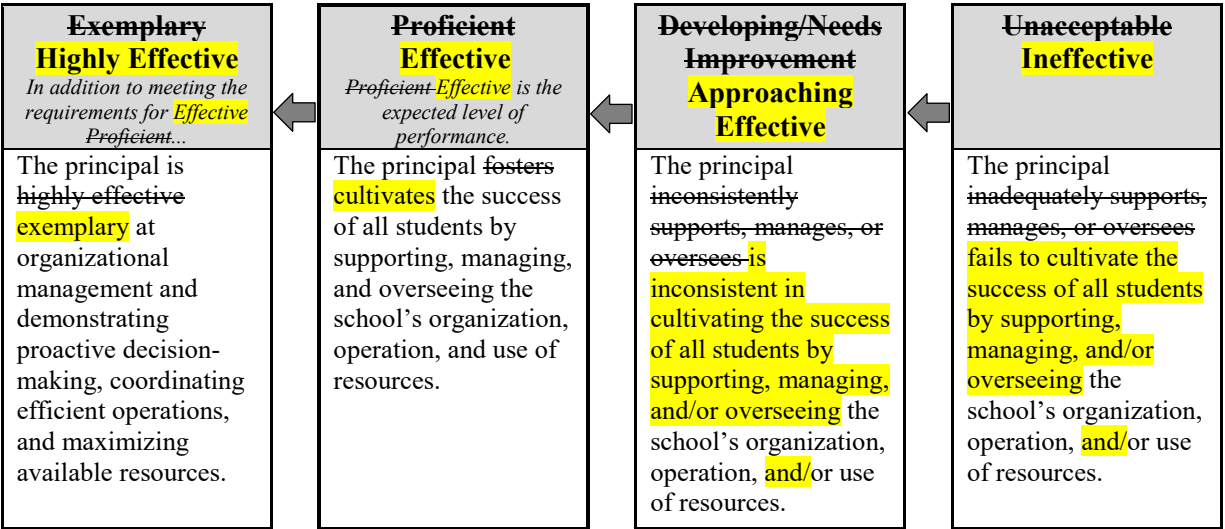 Exemplary
Highly Effective
In addition to meeting the
requirements for Effective
Proficient...
The principal is
highly effective
exemplary at
organizational
management and
demonstrating
proactive decision-
making, coordinating
efficient operations,
and maximizing
available resources.
Proficient
Effective
Proficient Effective is the
expected level of
performance.
The principal fosters
cultivates the success
of all students by
supporting, managing,
and overseeing the
school’s organization,
operation, and use of
resources.
Developing/Needs
Improvement
Approaching
Effective
The principal
inconsistently
supports, manages, or
oversees is
inconsistent in
cultivating the success
of all students by
supporting, managing,
and/or overseeing the
school’s organization,
operation, and/or use
of resources.
Unacceptable
Ineffective
The principal
inadequately supports,
manages, or oversees
fails to cultivate the
success of all students
by supporting,
managing, and/or
overseeing the
school’s organization,
operation, and/or use
of resources.